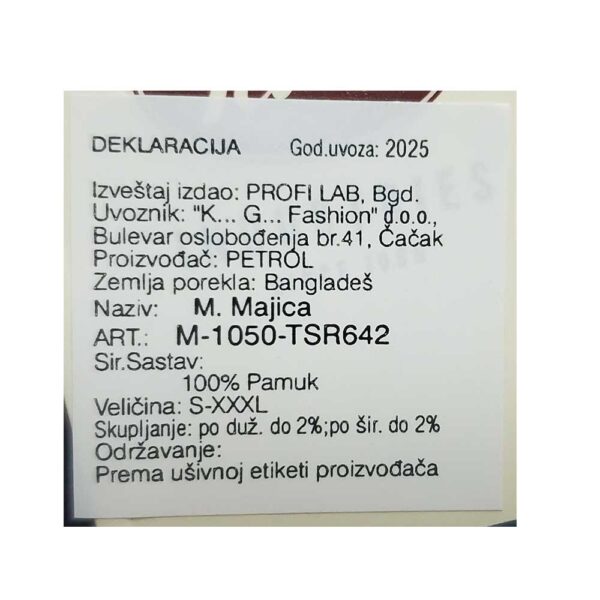 DEKLARACIJA God.uvoza: 2025
Izveštaj izdao: PROFI LAB, Bgd.
Uvoznik: "K... G... Fashion" d.o.o.,
Bulevar oslobođenja br.41, Čačak
Proizvođač: PETROL
Zemlja porekla: Bangladeš
Naziv: M. Majica
ART.: M-1050-TSR642
Sir.Sastav:
100% Pamuk
Veličina: S-XXXL
Skupljanje: po duž. do 2%;po šir. do 2%
Održavanje:
Prema ušivnoj etiketi proizvođača